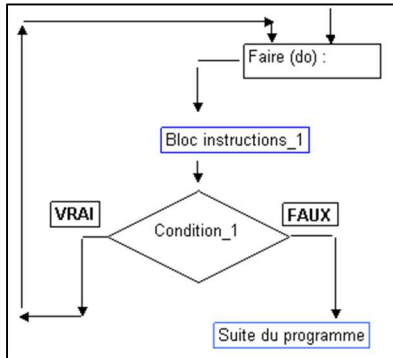 Faire (do) :
Bloc instructions_1
VRAI
FAUX
Condition_1
Suite du programme